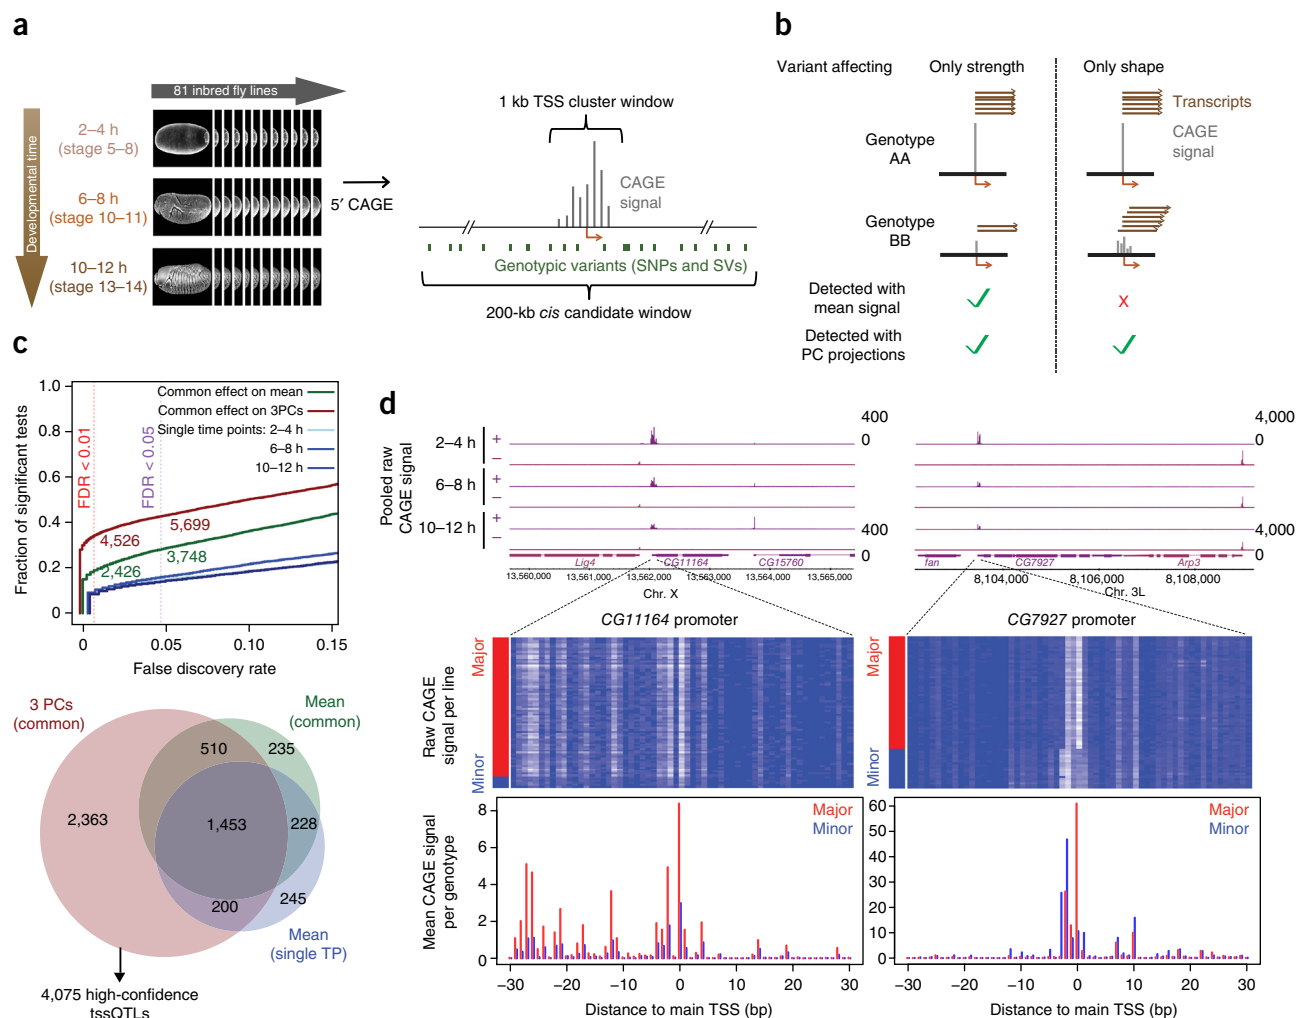 a
81 inbred fly lines
Developmental time
2–4 h
(stage 5–8)
6–8 h
(stage 10–11)
10–12 h
(stage 13–14)
5′ CAGE
1 kb TSS cluster window
CAGE
signal
Genotypic variants (SNPs and SVs)
200-kb cis candidate window
b
Variant affecting
Only strength
Only shape
Transcripts
CAGE
signal
Genotype
AA
Genotype
BB
Detected with
mean signal
X
Detected with
PC projections
c
Fraction of significant tests
1.0
0.8
0.6
0.4
0.2
0
FDR < 0.01
FDR < 0.05
Common effect on mean
Common effect on 3PCs
Single time points: 2–4 h
6–8 h
10–12 h
4,526
5,699
2,426
3,748
0 0.05 0.10 0.15
False discovery rate
3 PCs
(common)
Mean
(common)
510
235
2,363
1,453
228
200
245
Mean
(single TP)
4,075 high-confidence
tssQTLs
d
Pooled raw
CAGE signal
2–4 h
+
–
6–8 h
+
–
10–12 h
+
–
400
0
400
0
Lig4
CG11164
CG15760
13,560,000 13,561,000 13,562,000 13,563,000 13,564,000 13,565,000
Chr. X
4,000
0
4,000
0
fan
CG7927
Arp3
8,104,000 8,106,000 8,108,000
Chr. 3L
CG11164 promoter
CG7927 promoter
Raw CAGE
signal per line
Major
Minor
Major
Minor
Mean CAGE signal
per genotype
8
6
4
2
0
Major
Minor
−30 −20 −10 0 10 20 30
Distance to main TSS (bp)
60
50
40
30
20
10
0
Major
Minor
−30 −20 −10 0 10 20 30
Distance to main TSS (bp)